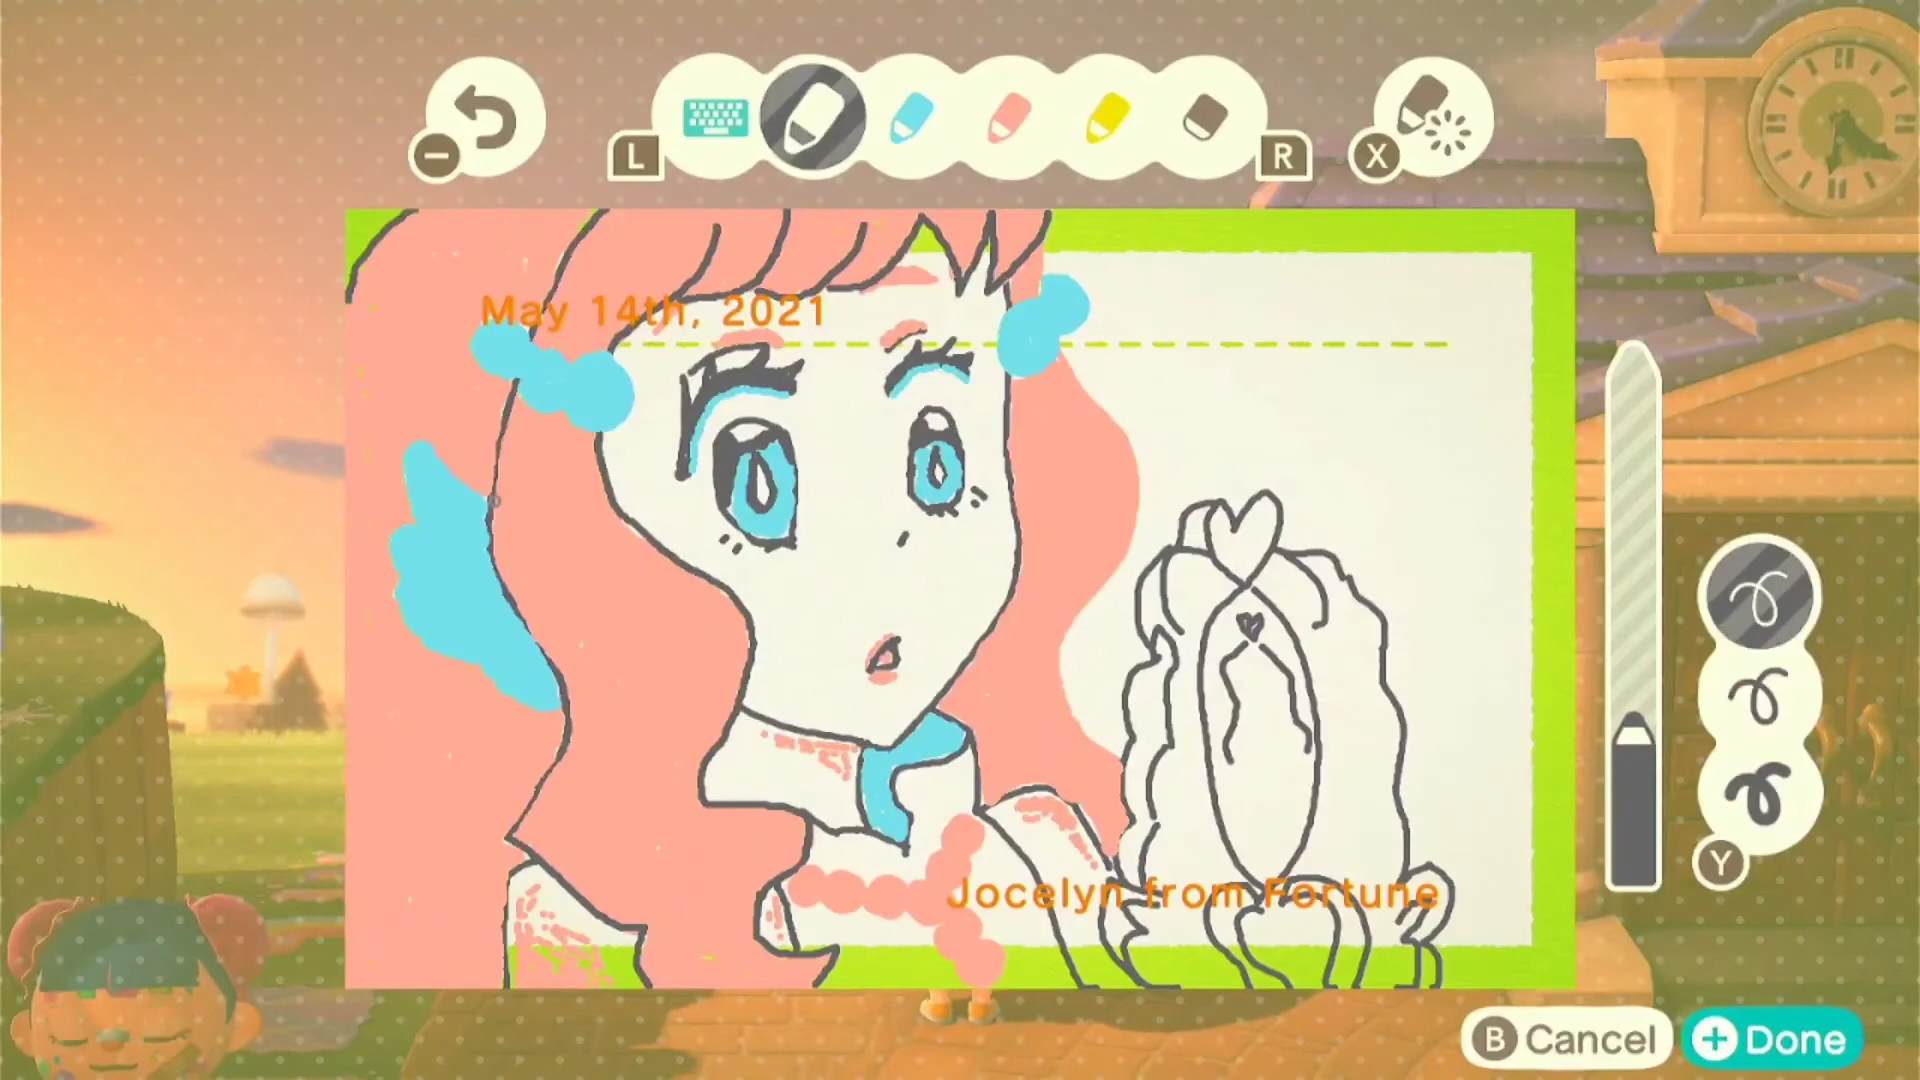 L
R
X
May 14th, 2021
Jocelyn from Fortune
Y
B Cancel
+ Done